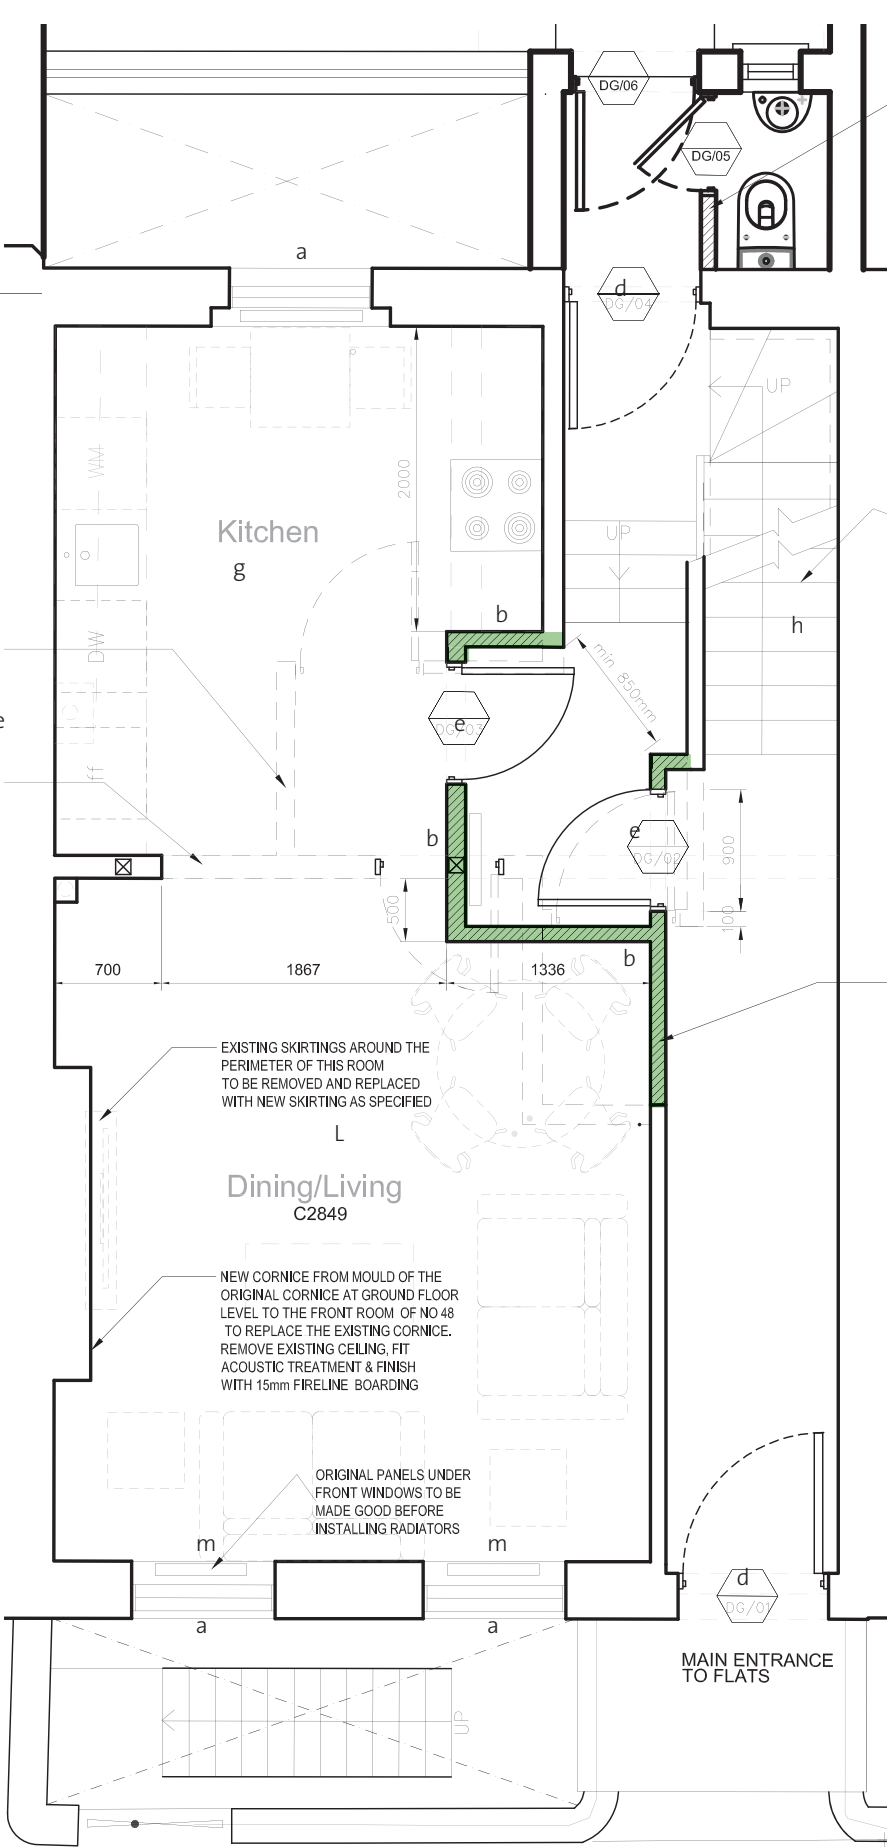 DG/06
DG/05
a
d
DG/04
UP
WM
2000
Kitchen
g
UP
b
h
DW
min 850mm
e
e
DG/03
ff
b
e
DG/02
900
500
100
b
700
1867
1336
EXISTING SKIRTINGS AROUND THE
PERIMETER OF THIS ROOM
TO BE REMOVED AND REPLACED
WITH NEW SKIRTING AS SPECIFIED
L
Dining/Living
C2849
NEW CORNICE FROM MOULD OF THE
ORIGINAL CORNICE AT GROUND FLOOR
LEVEL TO THE FRONT ROOM OF NO 48
TO REPLACE THE EXISTING CORNICE.
REMOVE EXISTING CEILING, FIT
ACOUSTIC TREATMENT & FINISH
WITH 15mm FIRELINE BOARDING
ORIGINAL PANELS UNDER
FRONT WINDOWS TO BE
MADE GOOD BEFORE
INSTALLING RADIATORS
m
m
d
DG/01
a
a
MAIN ENTRANCE
TO FLATS
UP